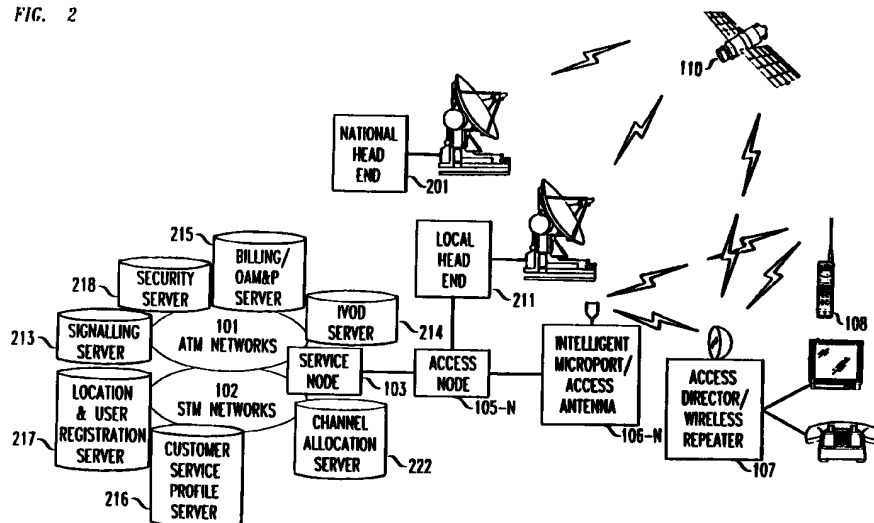 FIG. 2
110
NATIONAL
HEAD
END
201
215
BILLING/
OAM&P
SERVER
218
SECURITY
SERVER
LOCAL
HEAD
END
211
213
SIGNALLING
SERVER
101
ATM NETWORKS
IVOD
SERVER
214
108
SERVICE
NODE
103
ACCESS
NODE
105-N
INTELLIGENT
MICROPORT/
ACCESS
ANTENNA
106-N
ACCESS
DIRECTOR/
WIRELESS
REPEATER
107
102
STM NETWORKS
LOCATION
& USER
REGISTRATION
SERVER
217
CUSTOMER
SERVICE
PROFILE
SERVER
216
CHANNEL
ALLOCATION
SERVER
222